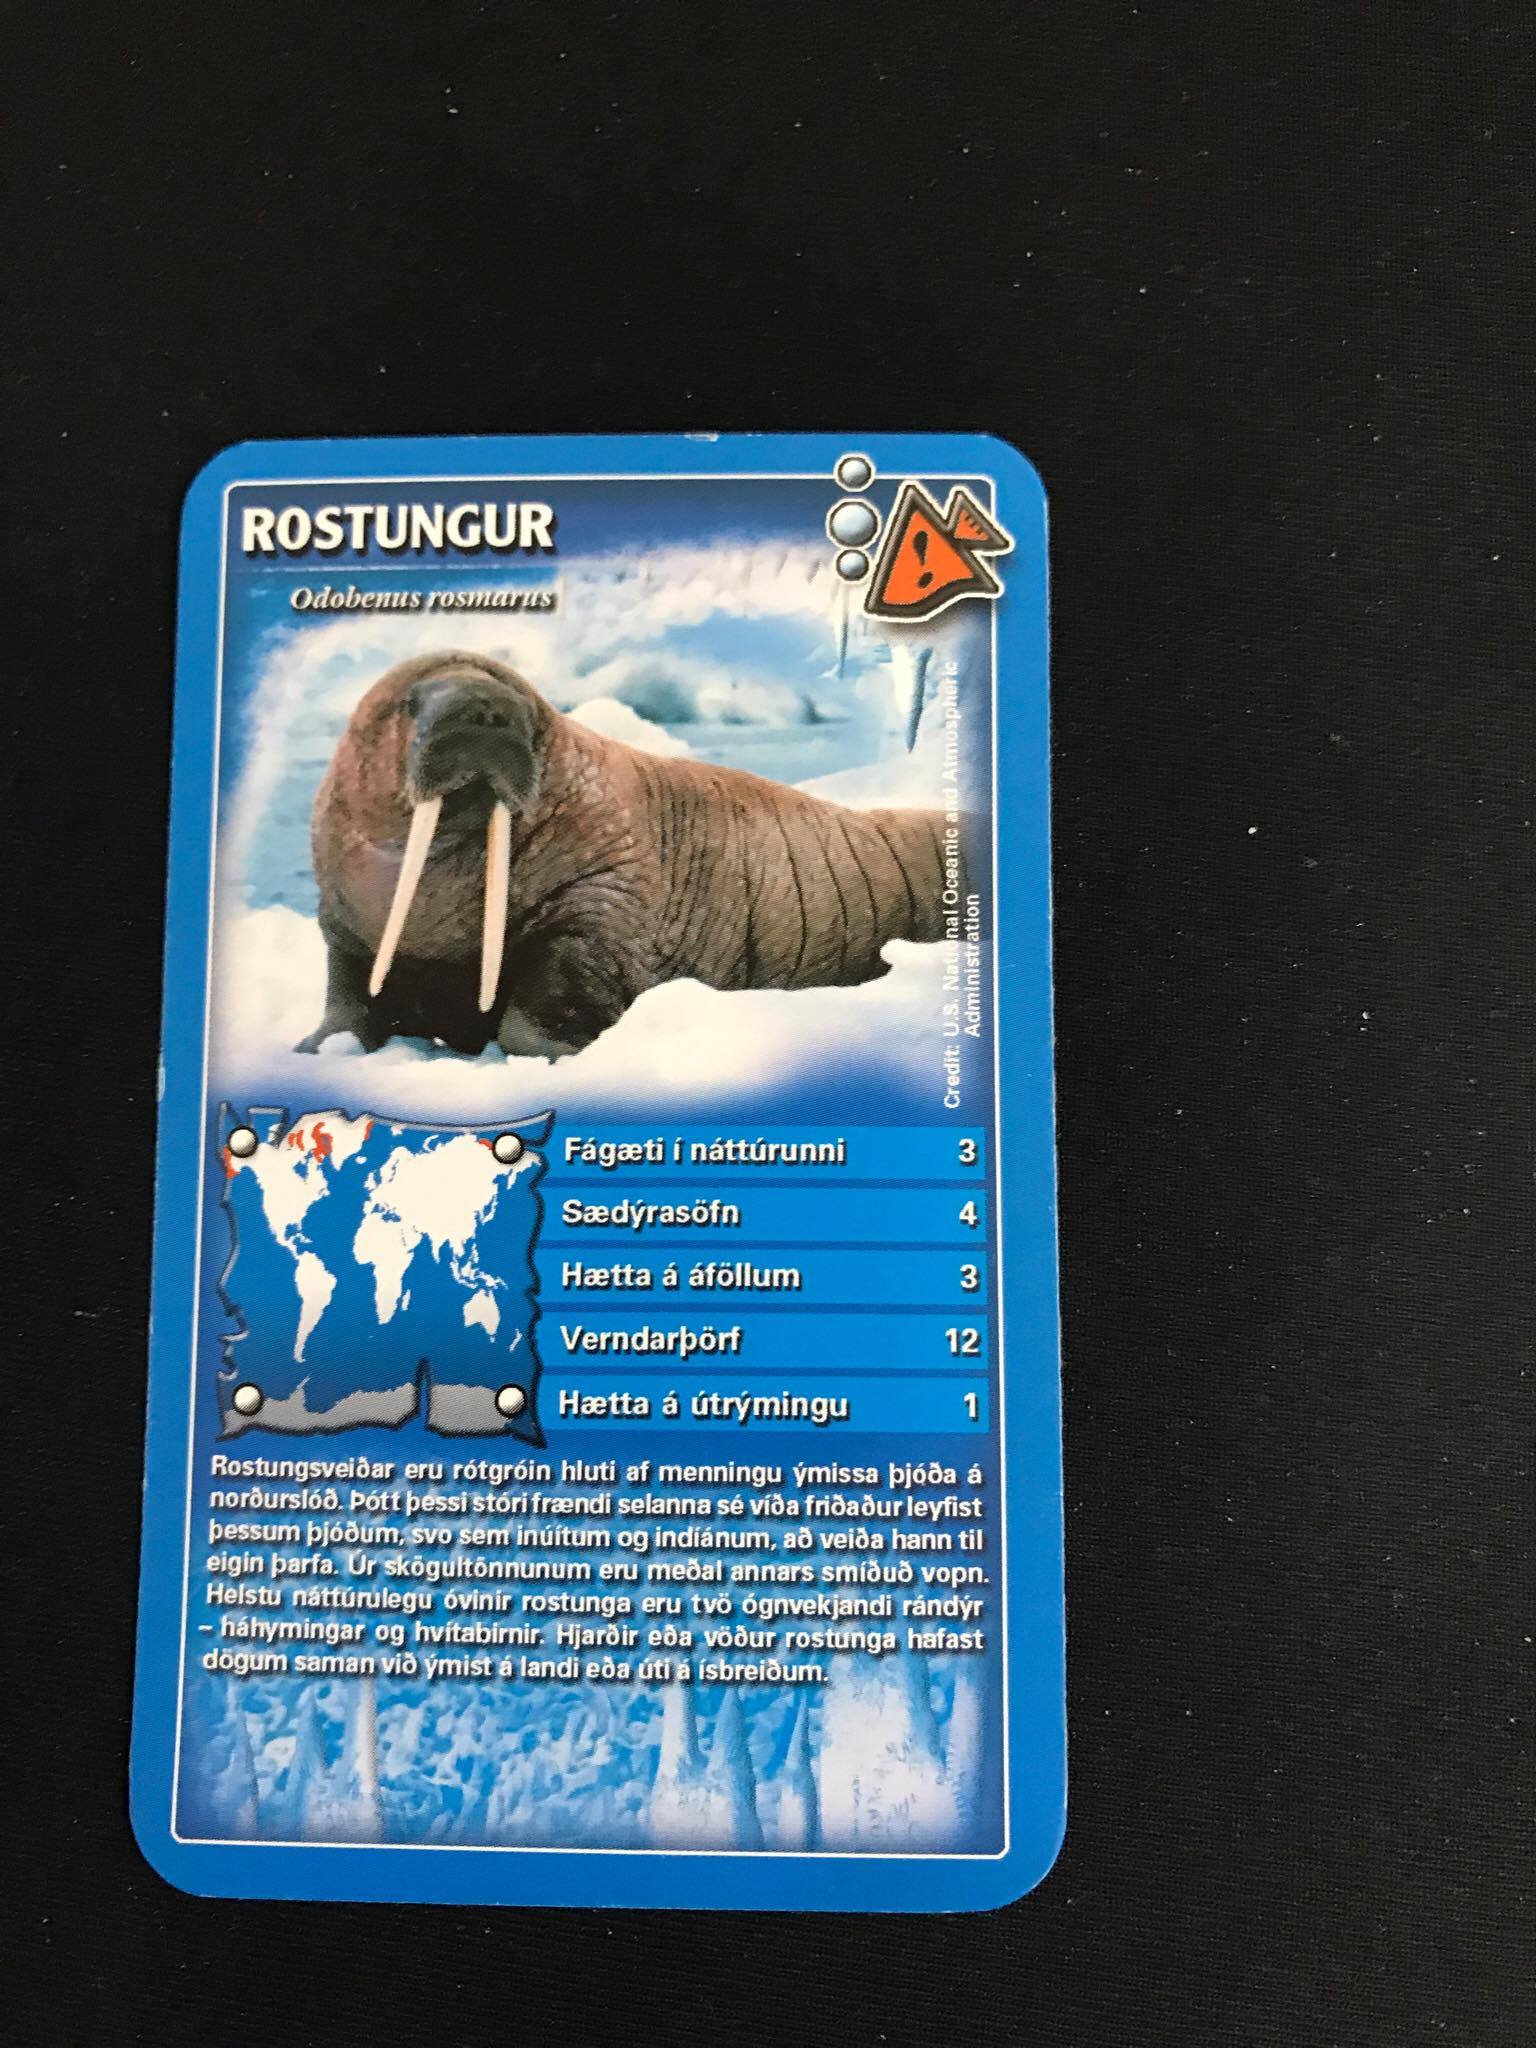 ROSTUNGUR
Odobenus rosmarus
Credit: U.S. National Oceanic and Atmospheric
Administration
Fágæti í náttúrunni 3
Sædýrasöfn 4
Hætta á áföllum 3
Verndarþörf 12
Hætta á útrýmingu 1
Rostungsveiðar eru rótgróin hluti af menningu ýmissa þjóða á
norðurslóð. Þótt þessi stóri frændi selanna sé víða friðaður leyfist
þessum þjóðum, svo sem inúítum og indíánum, að veiða hann til
eigin þarfa. Úr skögultönnunum eru meðal annars smíðuð vopn.
Helstu náttúrulegu óvinir rostunga eru tvö ógnvekjandi rándýr
– háhyrningar og hvítabirnir. Hjarðir eða vöður rostunga hafast
dögum saman við ýmist á landi eða úti á ísbreiðum.